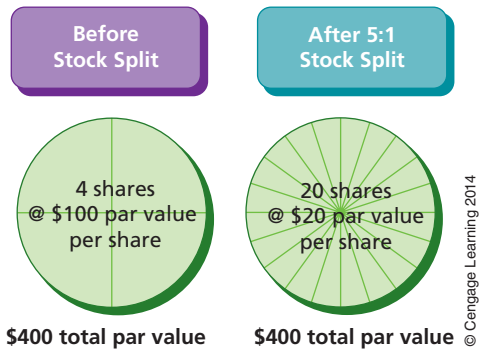 Before
Stock Split
After 5:1
Stock Split
4 shares
@ $100 par value
per share
20 shares
@ $20 par value
per share
$400 total par value
$400 total par value
© Cengage Learning 2014